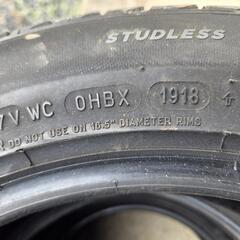 STUDLESS
7V WC 0HBX 1918
DO NOT USE ON 16.5" DIAMETER RIMS